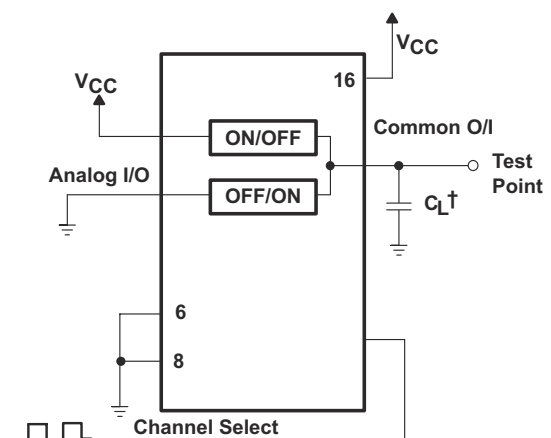 VCC
16
VCC
ON/OFF
Common O/I
Analog I/O
OFF/ON
Test
Point
CL†
6
8
Channel Select